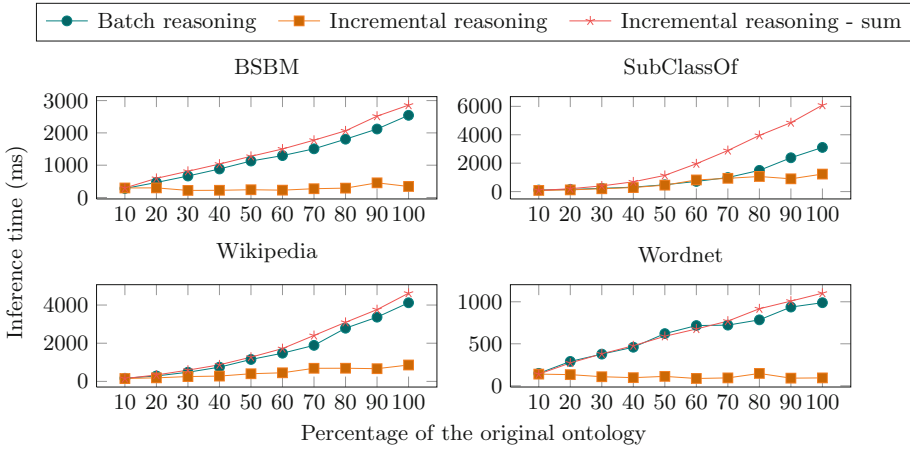 Batch reasoning Incremental reasoning Incremental reasoning - sum
BSBM
SubClassOf
3000
2000
1000
0
10 20 30 40 50 60 70 80 90 100
6000
4000
2000
0
10 20 30 40 50 60 70 80 90 100
Wikipedia
Wordnet
4000
2000
0
10 20 30 40 50 60 70 80 90 100
1000
500
0
10 20 30 40 50 60 70 80 90 100
Inference time (ms)
Percentage of the original ontology